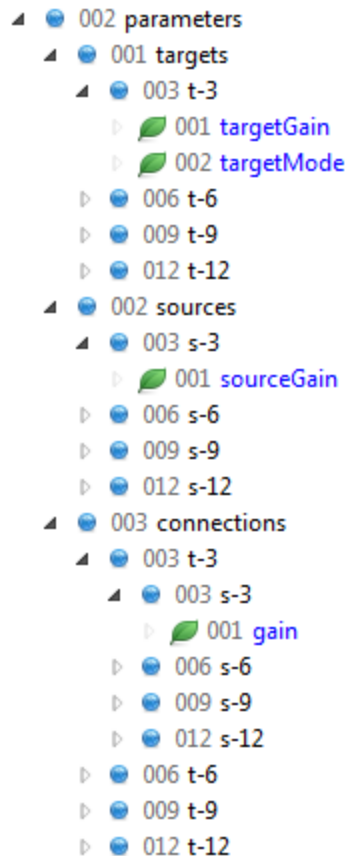 002 parameters
001 targets
003 t-3
001 targetGain
002 targetMode
006 t-6
009 t-9
012 t-12
002 sources
003 s-3
001 sourceGain
006 s-6
009 s-9
012 s-12
003 connections
003 t-3
003 s-3
001 gain
006 s-6
009 s-9
012 s-12
006 t-6
009 t-9
012 t-12